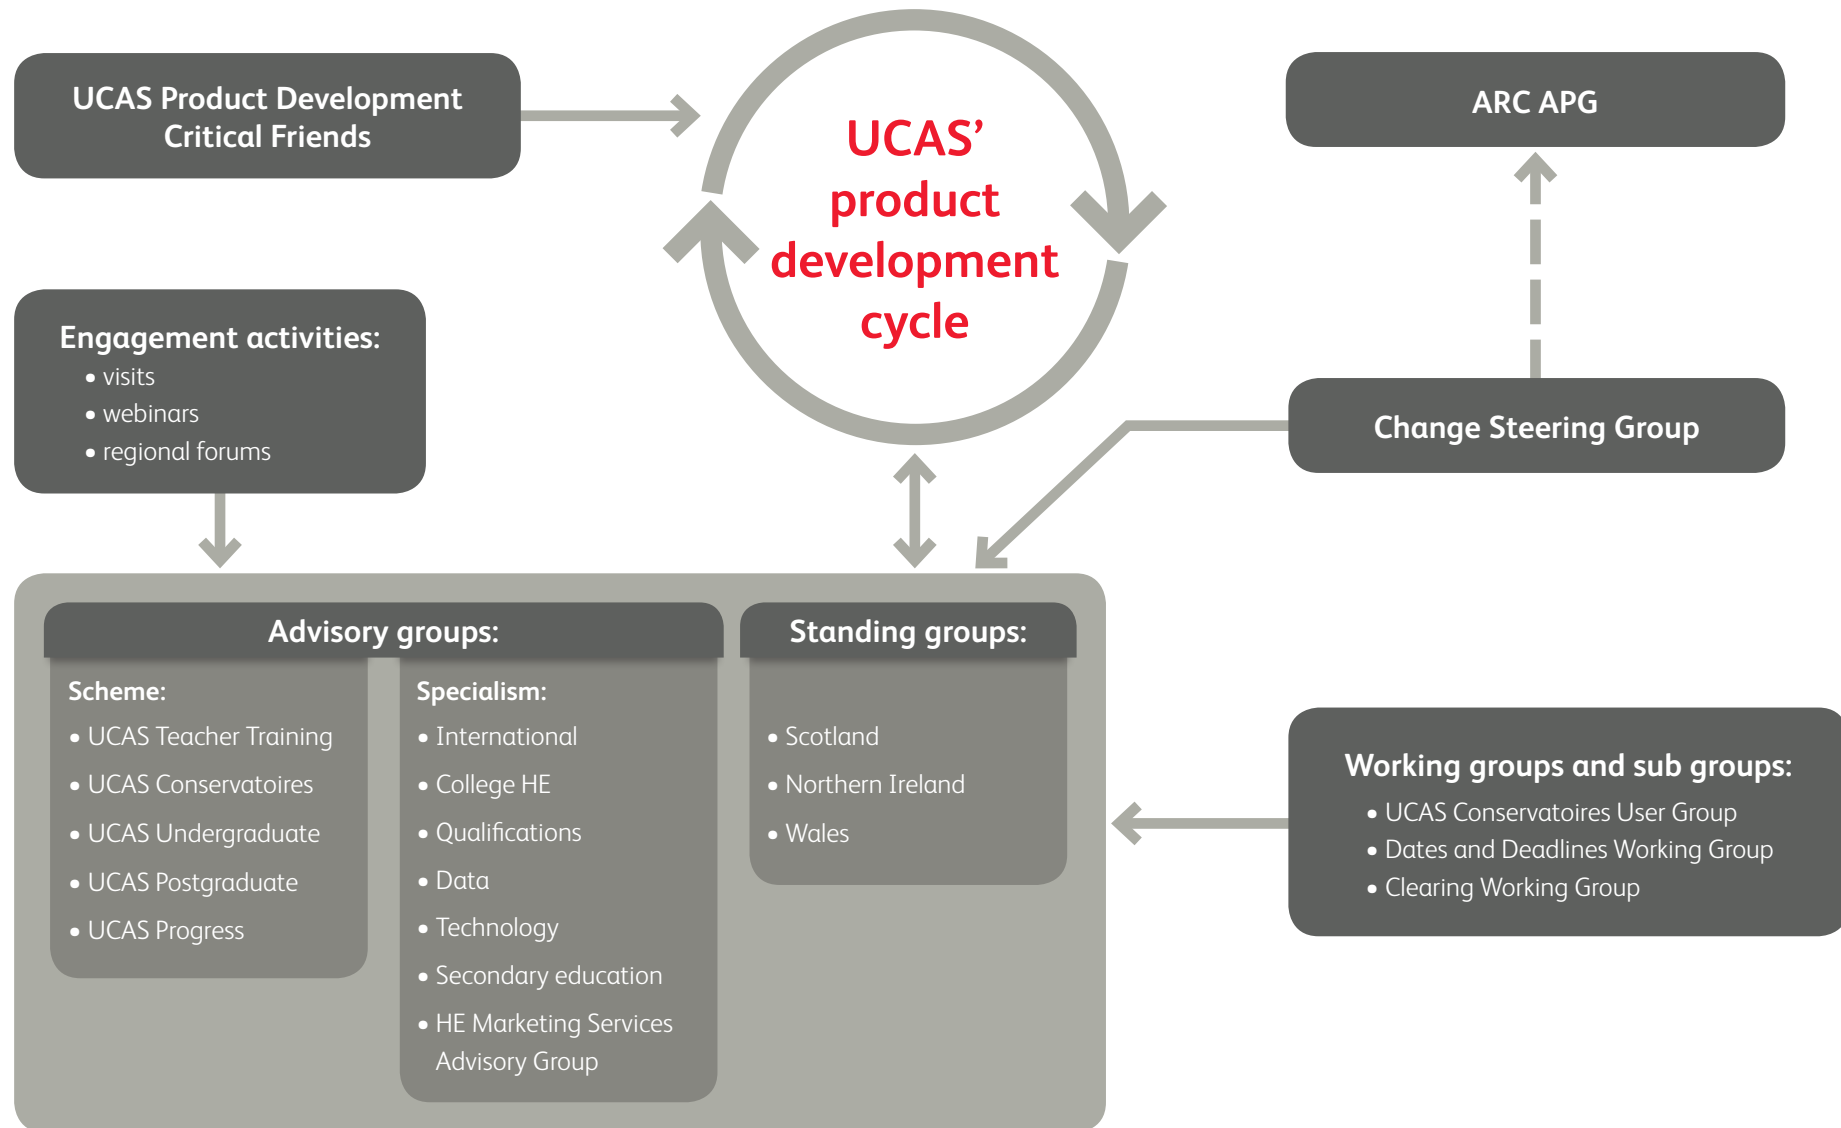 UCAS Product Development
Critical Friends
UCAS’
product
development
cycle
ARC APG
Engagement activities:
• visits
• webinars
• regional forums
Change Steering Group
Advisory groups:
Scheme:
• UCAS Teacher Training
• UCAS Conservatoires
• UCAS Undergraduate
• UCAS Postgraduate
• UCAS Progress
Specialism:
• International
• College HE
• Qualifications
• Data
• Technology
• Secondary education
• HE Marketing Services
Advisory Group
Standing groups:
• Scotland
• Northern Ireland
• Wales
Working groups and sub groups:
• UCAS Conservatoires User Group
• Dates and Deadlines Working Group
• Clearing Working Group